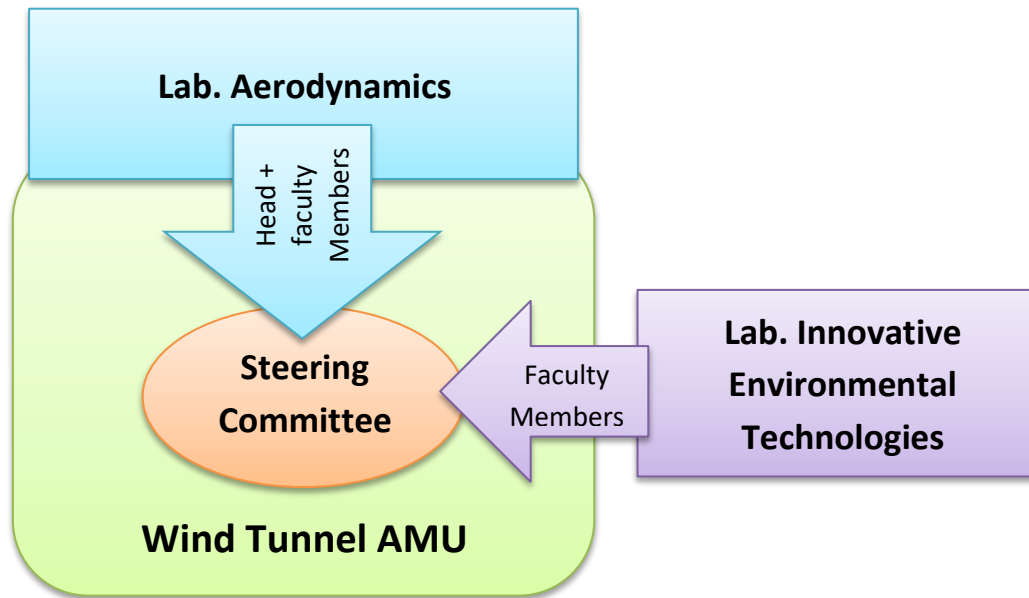 Lab. Aerodynamics
Head +
faculty
Members
Steering
Committee
Faculty
Members
Lab. Innovative
Environmental
Technologies
Wind Tunnel AMU